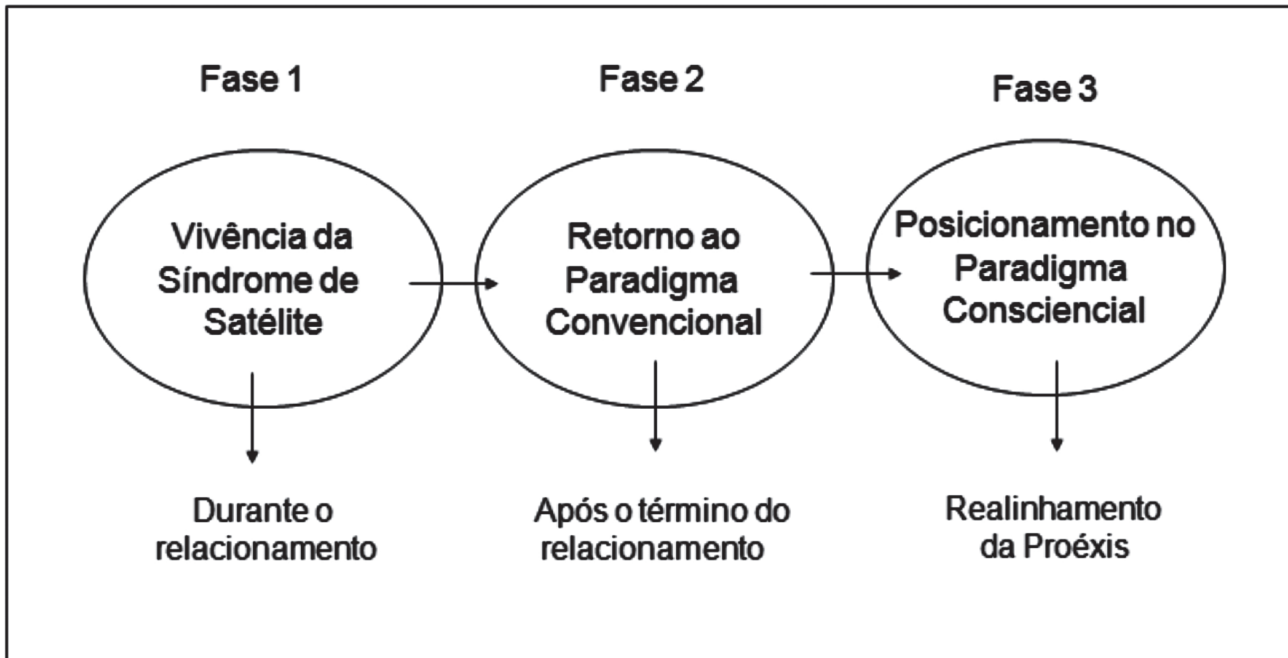 Fase 1
Vivência da
Síndrome de
Satélite
Durante o
relacionamento
Fase 2
Retorno ao
Paradigma
Convencional
Após o término do
relacionamento
Fase 3
Posicionamento no
Paradigma
Consciencial
Realinhamento
da Proéxis